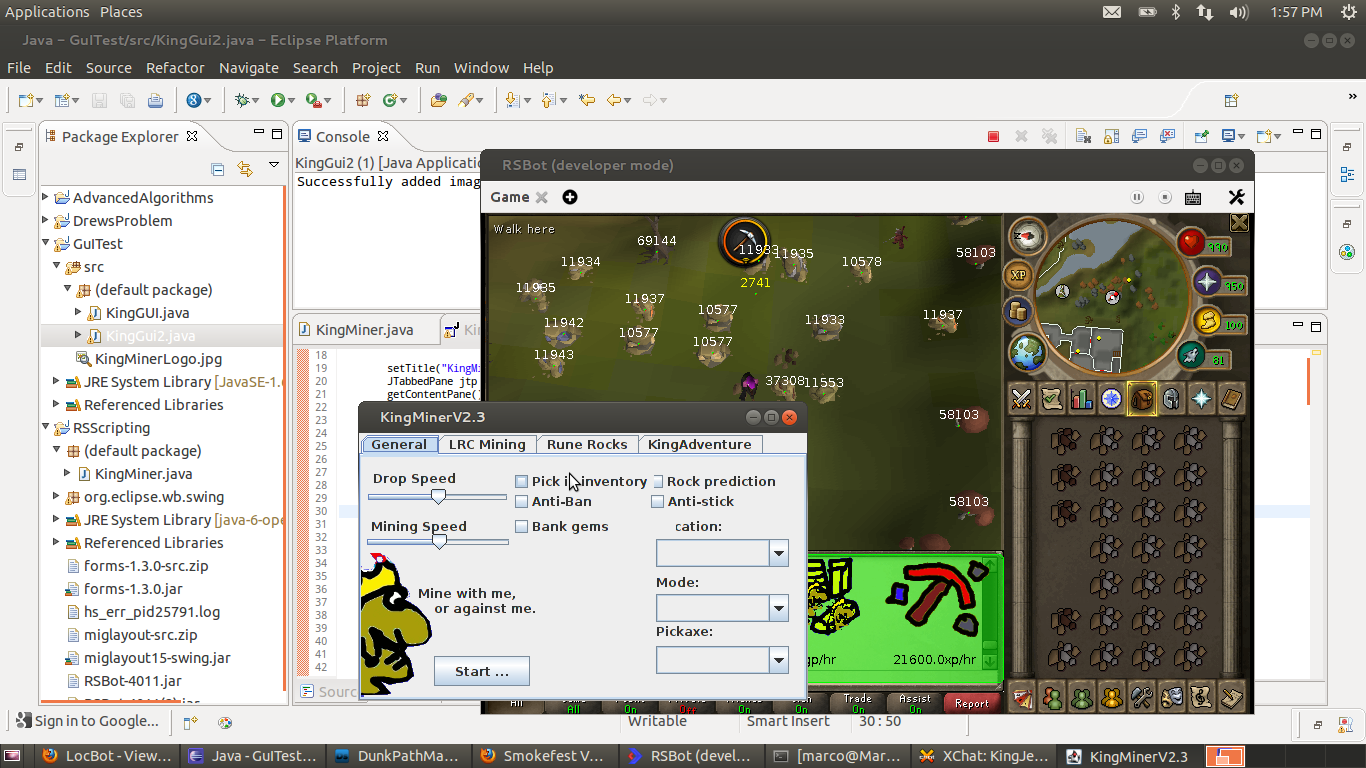 Applications Places
1:57 PM
Java - GuITest/src/KingGui2.java - Eclipse Platform
File Edit Source Refactor Navigate Search Project Run Window Help
Package Explorer
AdvancedAlgorithms
DrewsProblem
GuITest
src
(default package)
KingGUI.java
KingGui2.java
KingMinerLogo.jpg
JRE System Library [JavaSE-1.
Referenced Libraries
RSScripting
(default package)
KingMiner.java
org.eclipse.wb.swing
JRE System Library [java-6-ope
Referenced Libraries
forms-1.3.0-src.zip
forms-1.3.0.jar
hs_err_pid25791.log
miglayout-src.zip
miglayout15-swing.jar
RSBot-4011.jar
Console
KingGui2 (1) [Java Applicatio
Successfully added imag
KingMiner.java
18
19 setTitle("KingMi
20 JTabbedPane jtp
21 getContentPane(
22
23
24
25
26
27
28
29
30
31
32
33
34
35
36
37
38
39
40
41
42
Sourc
RSBot (developer mode)
Game
Walk here
69144
11933
11935
11934
10578
58103
2741
11985
11937
10577
11942
10577
11933
11937
10577
11943
37308
11553
58103
58103
XP
990
950
100
81
gp/hr
21600.0xp/hr
All
All
On
Trade
On
Assist
On
Report
KingMinerV2.3
General LRC Mining Rune Rocks KingAdventure
Drop Speed
Pick in inventory
Rock prediction
Anti-Ban
Anti-stick
Mining Speed
Bank gems
cation:
Mode:
Mine with me,
or against me.
Pickaxe:
Start ...
Sign in to Google...
Writable Smart Insert 30 : 50
LocBot - View...
Java - GuITest...
DunkPathMa...
Smokefest V...
RSBot (devel...
[marco@Mar...
XChat: KingJe...
KingMinerV2.3